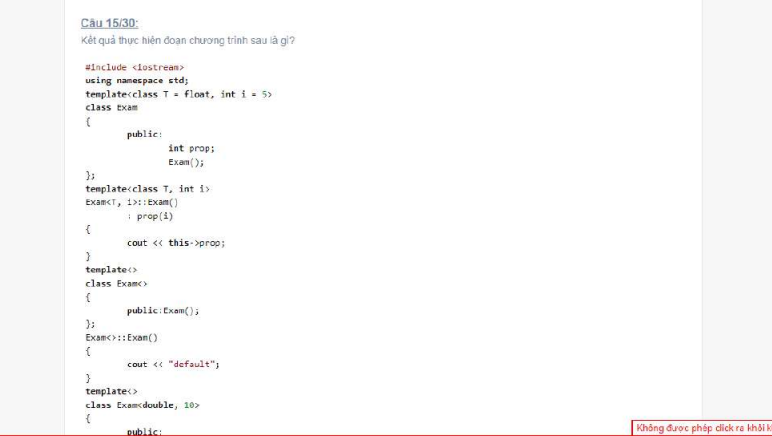 Câu 15/30:
Kết quả thực hiện đoạn chương trình sau là gì?
#include <iostream>
using namespace std;
template<class T = float, int i = 5>
class Exam
{
public:
int prop;
Exam();
};
template<class T, int i>
Exam<T, i>::Exam()
: prop(i)
{
cout << this->prop;
}
template<>
class Exam<>
{
public:Exam();
};
Exam<>::Exam()
{
cout << "default";
}
template<>
class Exam<double, 10>
{
public:
Không được phép click ra khỏi